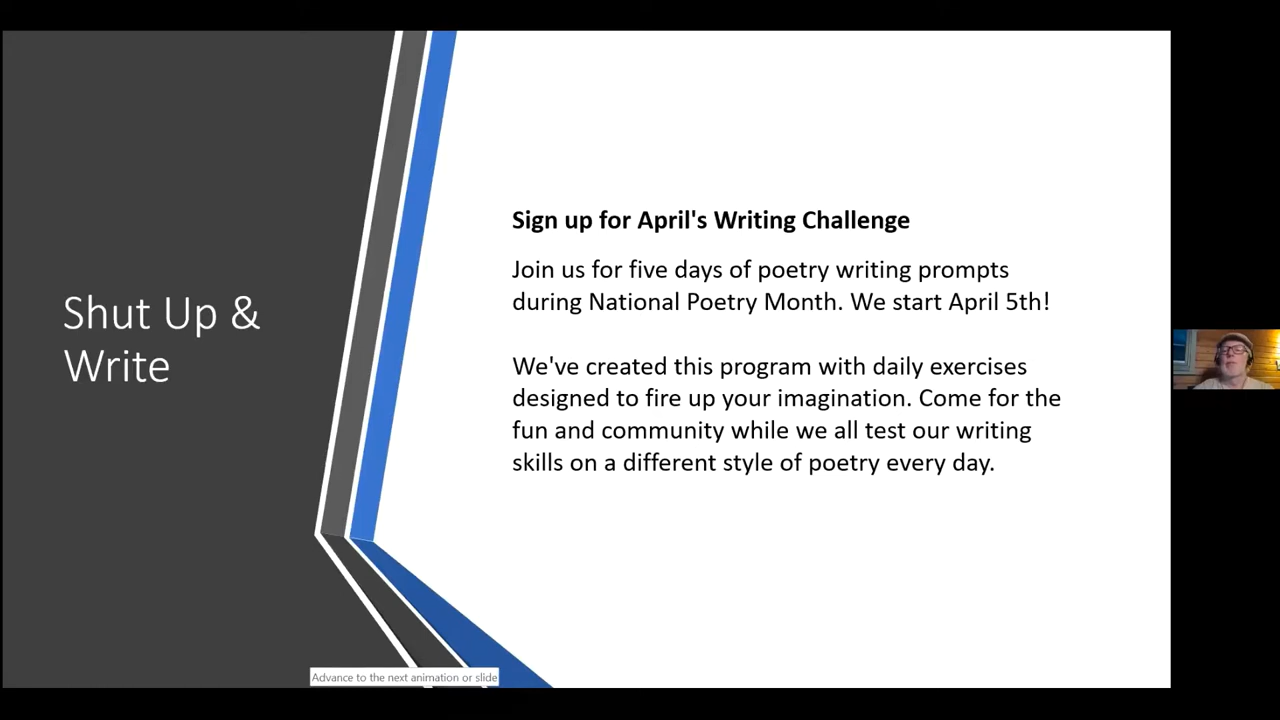 Shut Up &
Write
Sign up for April's Writing Challenge
Join us for five days of poetry writing prompts
during National Poetry Month. We start April 5th!
We've created this program with daily exercises
designed to fire up your imagination. Come for the
fun and community while we all test our writing
skills on a different style of poetry every day.
Advance to the next animation or slide